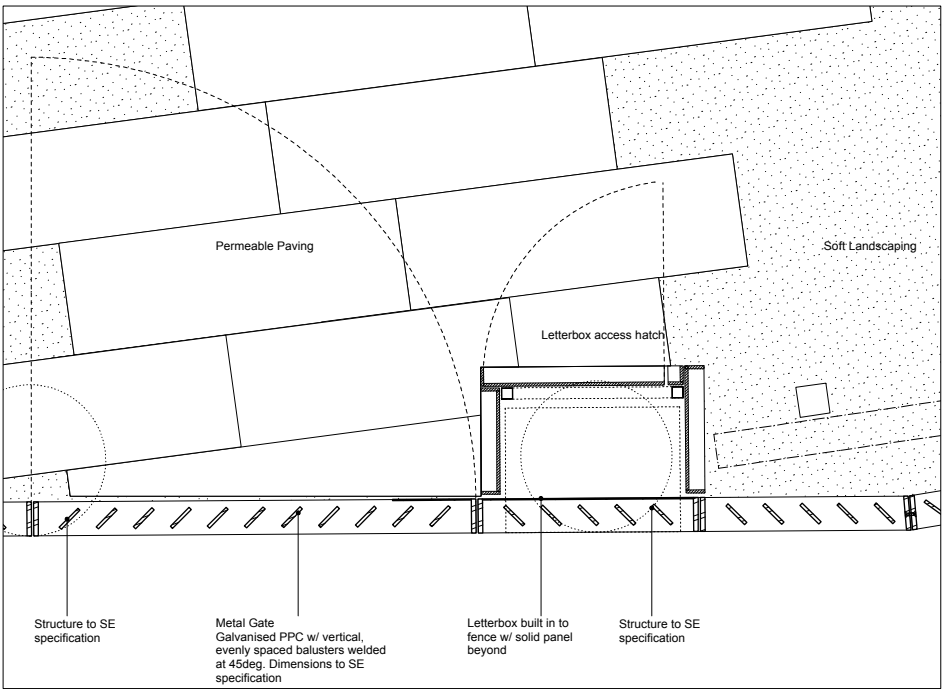 Permeable Paving
Soft Landscaping
Letterbox access hatch
Structure to SE
specification
Metal Gate
Galvanised PPC w/ vertical,
evenly spaced balusters welded
at 45deg. Dimensions to SE
specification
Letterbox built in to
fence w/ solid panel
beyond
Structure to SE
specification